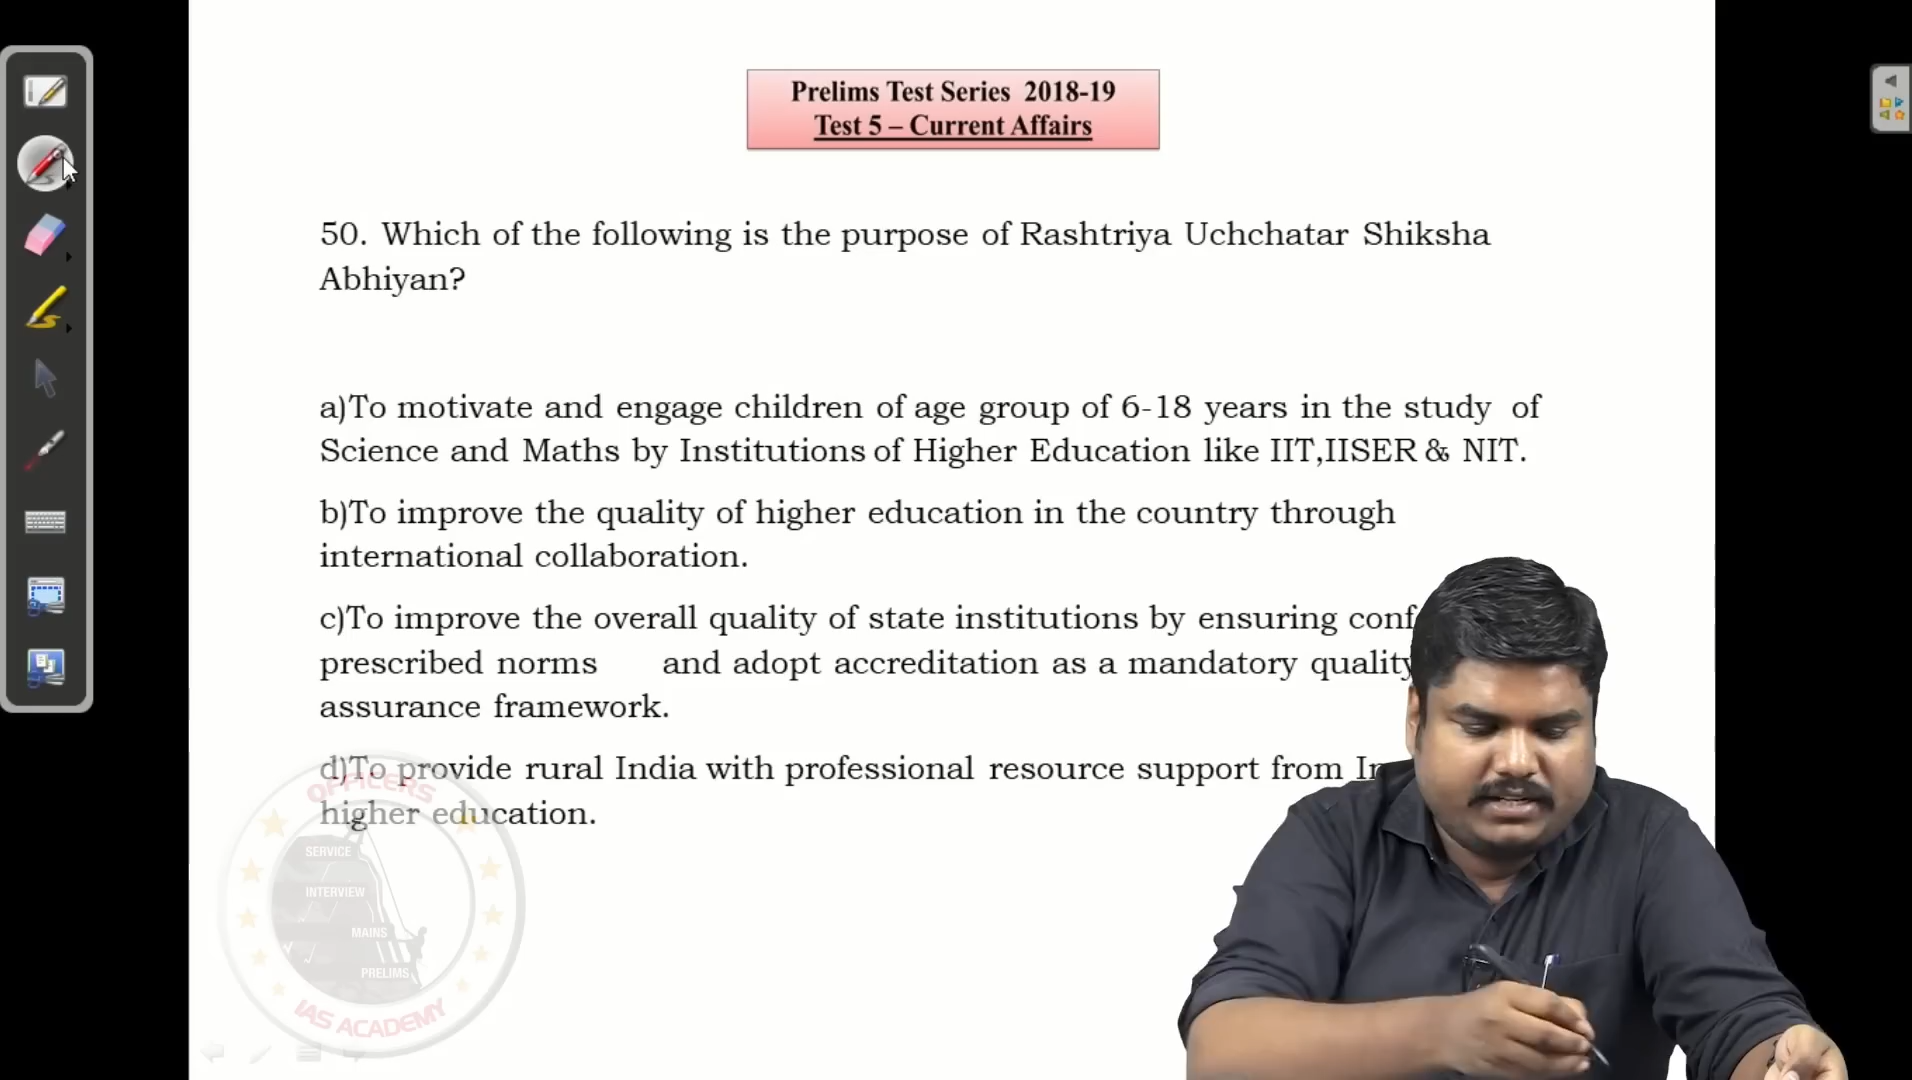 Prelims Test Series 2018-19
Test 5 – Current Affairs
50. Which of the following is the purpose of Rashtriya Uchchatar Shiksha
Abhiyan?
a)To motivate and engage children of age group of 6-18 years in the study of
Science and Maths by Institutions of Higher Education like IIT,IISER & NIT.
b)To improve the quality of higher education in the country through
international collaboration.
c)To improve the overall quality of state institutions by ensuring
prescribed norms and adopt accreditation as a mandatory quality
assurance framework.
d)To provide rural India with professional resource support from
higher education.
OFFICERS
SERVICE
INTERVIEW
MAINS
PRELIMS
IAS ACADEMY